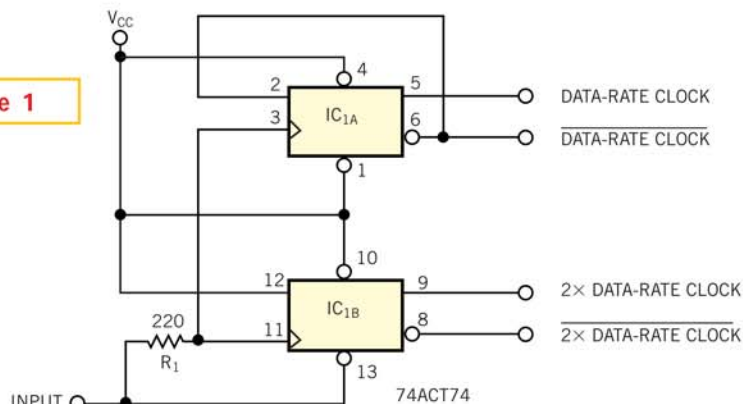 V_CC
e 1
4
2
5
DATA-RATE CLOCK
3
IC1A
6
DATA-RATE CLOCK
1
10
12
9
2× DATA-RATE CLOCK
IC1B
220
11
8
2× DATA-RATE CLOCK
R1
13
INPUT
74ACT74